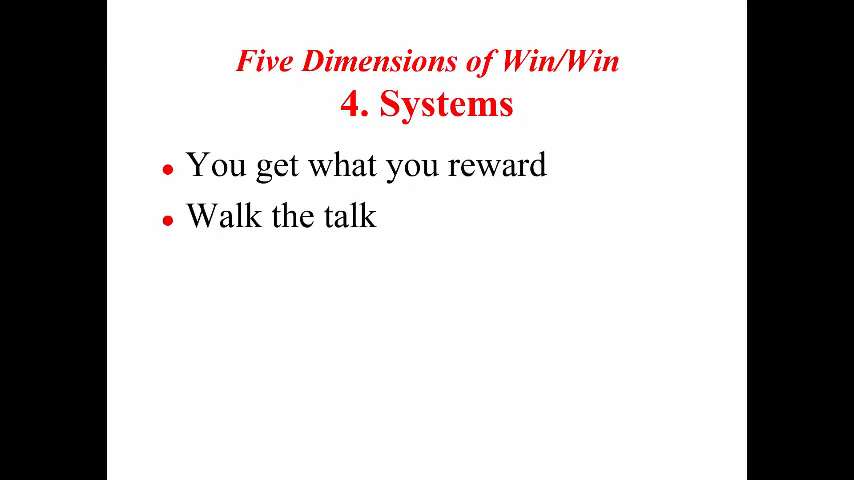 Five Dimensions of Win/Win
4. Systems
• You get what you reward
• Walk the talk